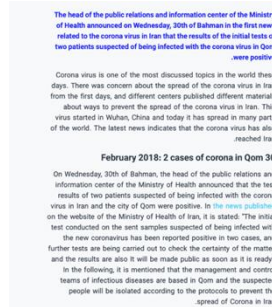 The head of the public relations and information center of the Ministr
of Health announced on Wednesday, 30th of Bahman in the first new
related to the corona virus in Iran that the results of the initial tests o
two patients suspected of being infected with the corona virus in Qom
.were positive
Corona virus is one of the most discussed topics in the world thes
days. There was concern about the spread of the corona virus in Ira
from the first days, and different centers published different material
about ways to prevent the spread of the corona virus in Iran. Thi
virus started in Wuhan, China and today it has spread in many part
of the world. The latest news indicates that the corona virus has als
.reached Ira
February 2018: 2 cases of corona in Qom 30
On Wednesday, 30th of Bahman, the head of the public relations an
information center of the Ministry of Health announced that the tes
results of two patients suspected of being infected with the coron
virus in Iran and the city of Qom were positive. In the news publishe
on the website of the Ministry of Health of Iran, it is stated: "The initia
test conducted on the sent samples suspected of being infected wit
the new coronavirus has been reported positive in two cases, an
further tests are being carried out to check the certainty of the matte
and the results are also It will be made public as soon as it is ready
In the following, it is mentioned that the management and contro
teams of infectious diseases are based in Qom and the suspecte
people will be isolated according to the protocols to prevent th
.spread of Corona in Ira